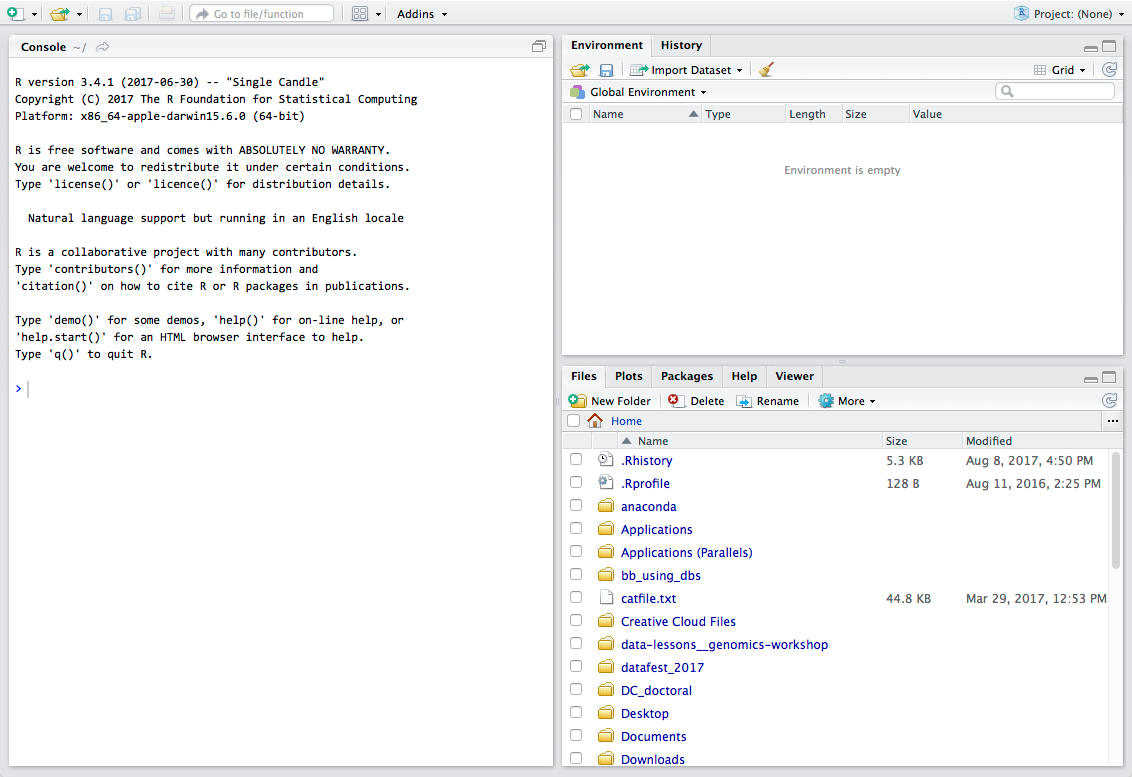 Go to file/function
Addins
Project: (None)
Console ~/
R version 3.4.1 (2017-06-30) -- "Single Candle"
Copyright (C) 2017 The R Foundation for Statistical Computing
Platform: x86_64-apple-darwin15.6.0 (64-bit)
R is free software and comes with ABSOLUTELY NO WARRANTY.
You are welcome to redistribute it under certain conditions.
Type 'license()' or 'licence()' for distribution details.
Natural language support but running in an English locale
R is a collaborative project with many contributors.
Type 'contributors()' for more information and
'citation()' on how to cite R or R packages in publications.
Type 'demo()' for some demos, 'help()' for on-line help, or
'help.start()' for an HTML browser interface to help.
Type 'q()' to quit R.
>
Environment History
Import Dataset Grid
Global Environment
Name Type Length Size Value
Environment is empty
Files Plots Packages Help Viewer
New Folder Delete Rename More
Home ...
Name Size Modified
.Rhistory 5.3 KB Aug 8, 2017, 4:50 PM
.Rprofile 128 B Aug 11, 2016, 2:25 PM
anaconda
Applications
Applications (Parallels)
bb_using_dbs
catfile.txt 44.8 KB Mar 29, 2017, 12:53 PM
Creative Cloud Files
data-lessons__genomics-workshop
datafest_2017
DC_doctoral
Desktop
Documents
Downloads